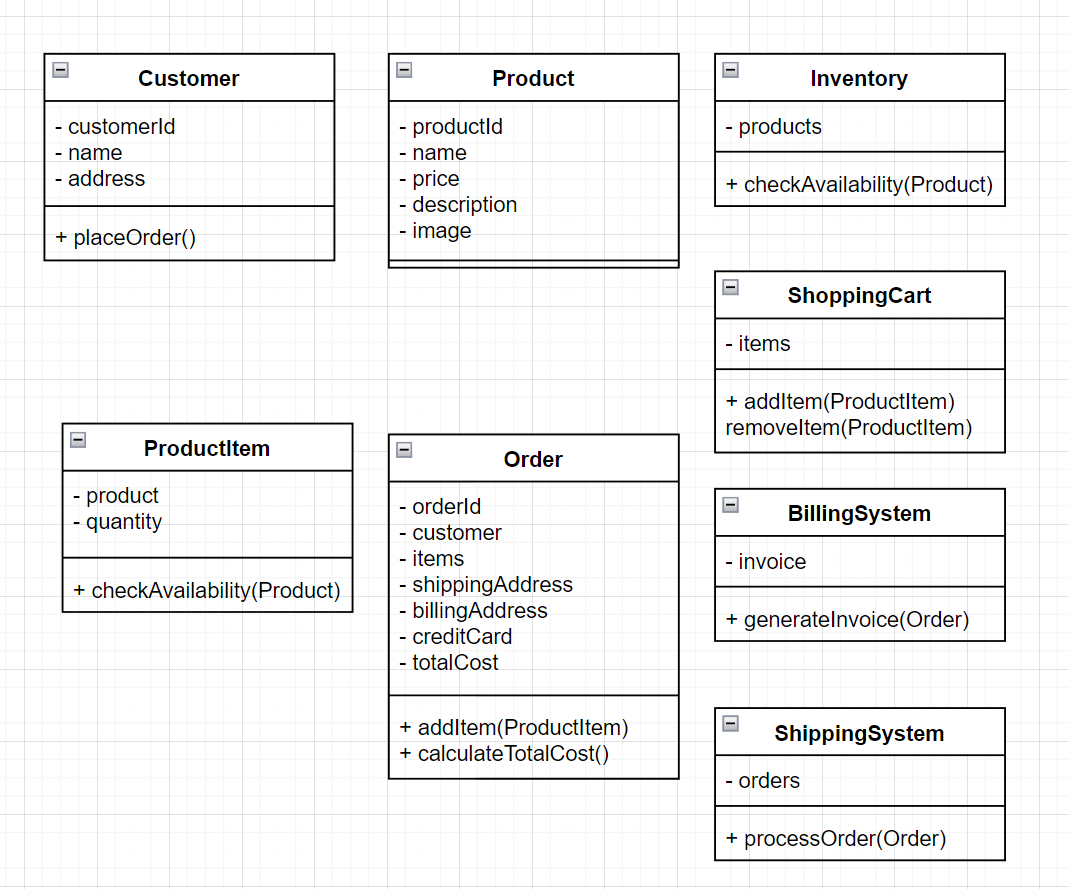 Customer
- customerId
- name
- address
+ placeOrder()
Product
- productId
- name
- price
- description
- image
Inventory
- products
+ checkAvailability(Product)
ShoppingCart
- items
+ addItem(ProductItem)
removeItem(ProductItem)
ProductItem
- product
- quantity
+ checkAvailability(Product)
Order
- orderId
- customer
- items
- shippingAddress
- billingAddress
- creditCard
- totalCost
+ addItem(ProductItem)
+ calculateTotalCost()
BillingSystem
- invoice
+ generateInvoice(Order)
ShippingSystem
- orders
+ processOrder(Order)